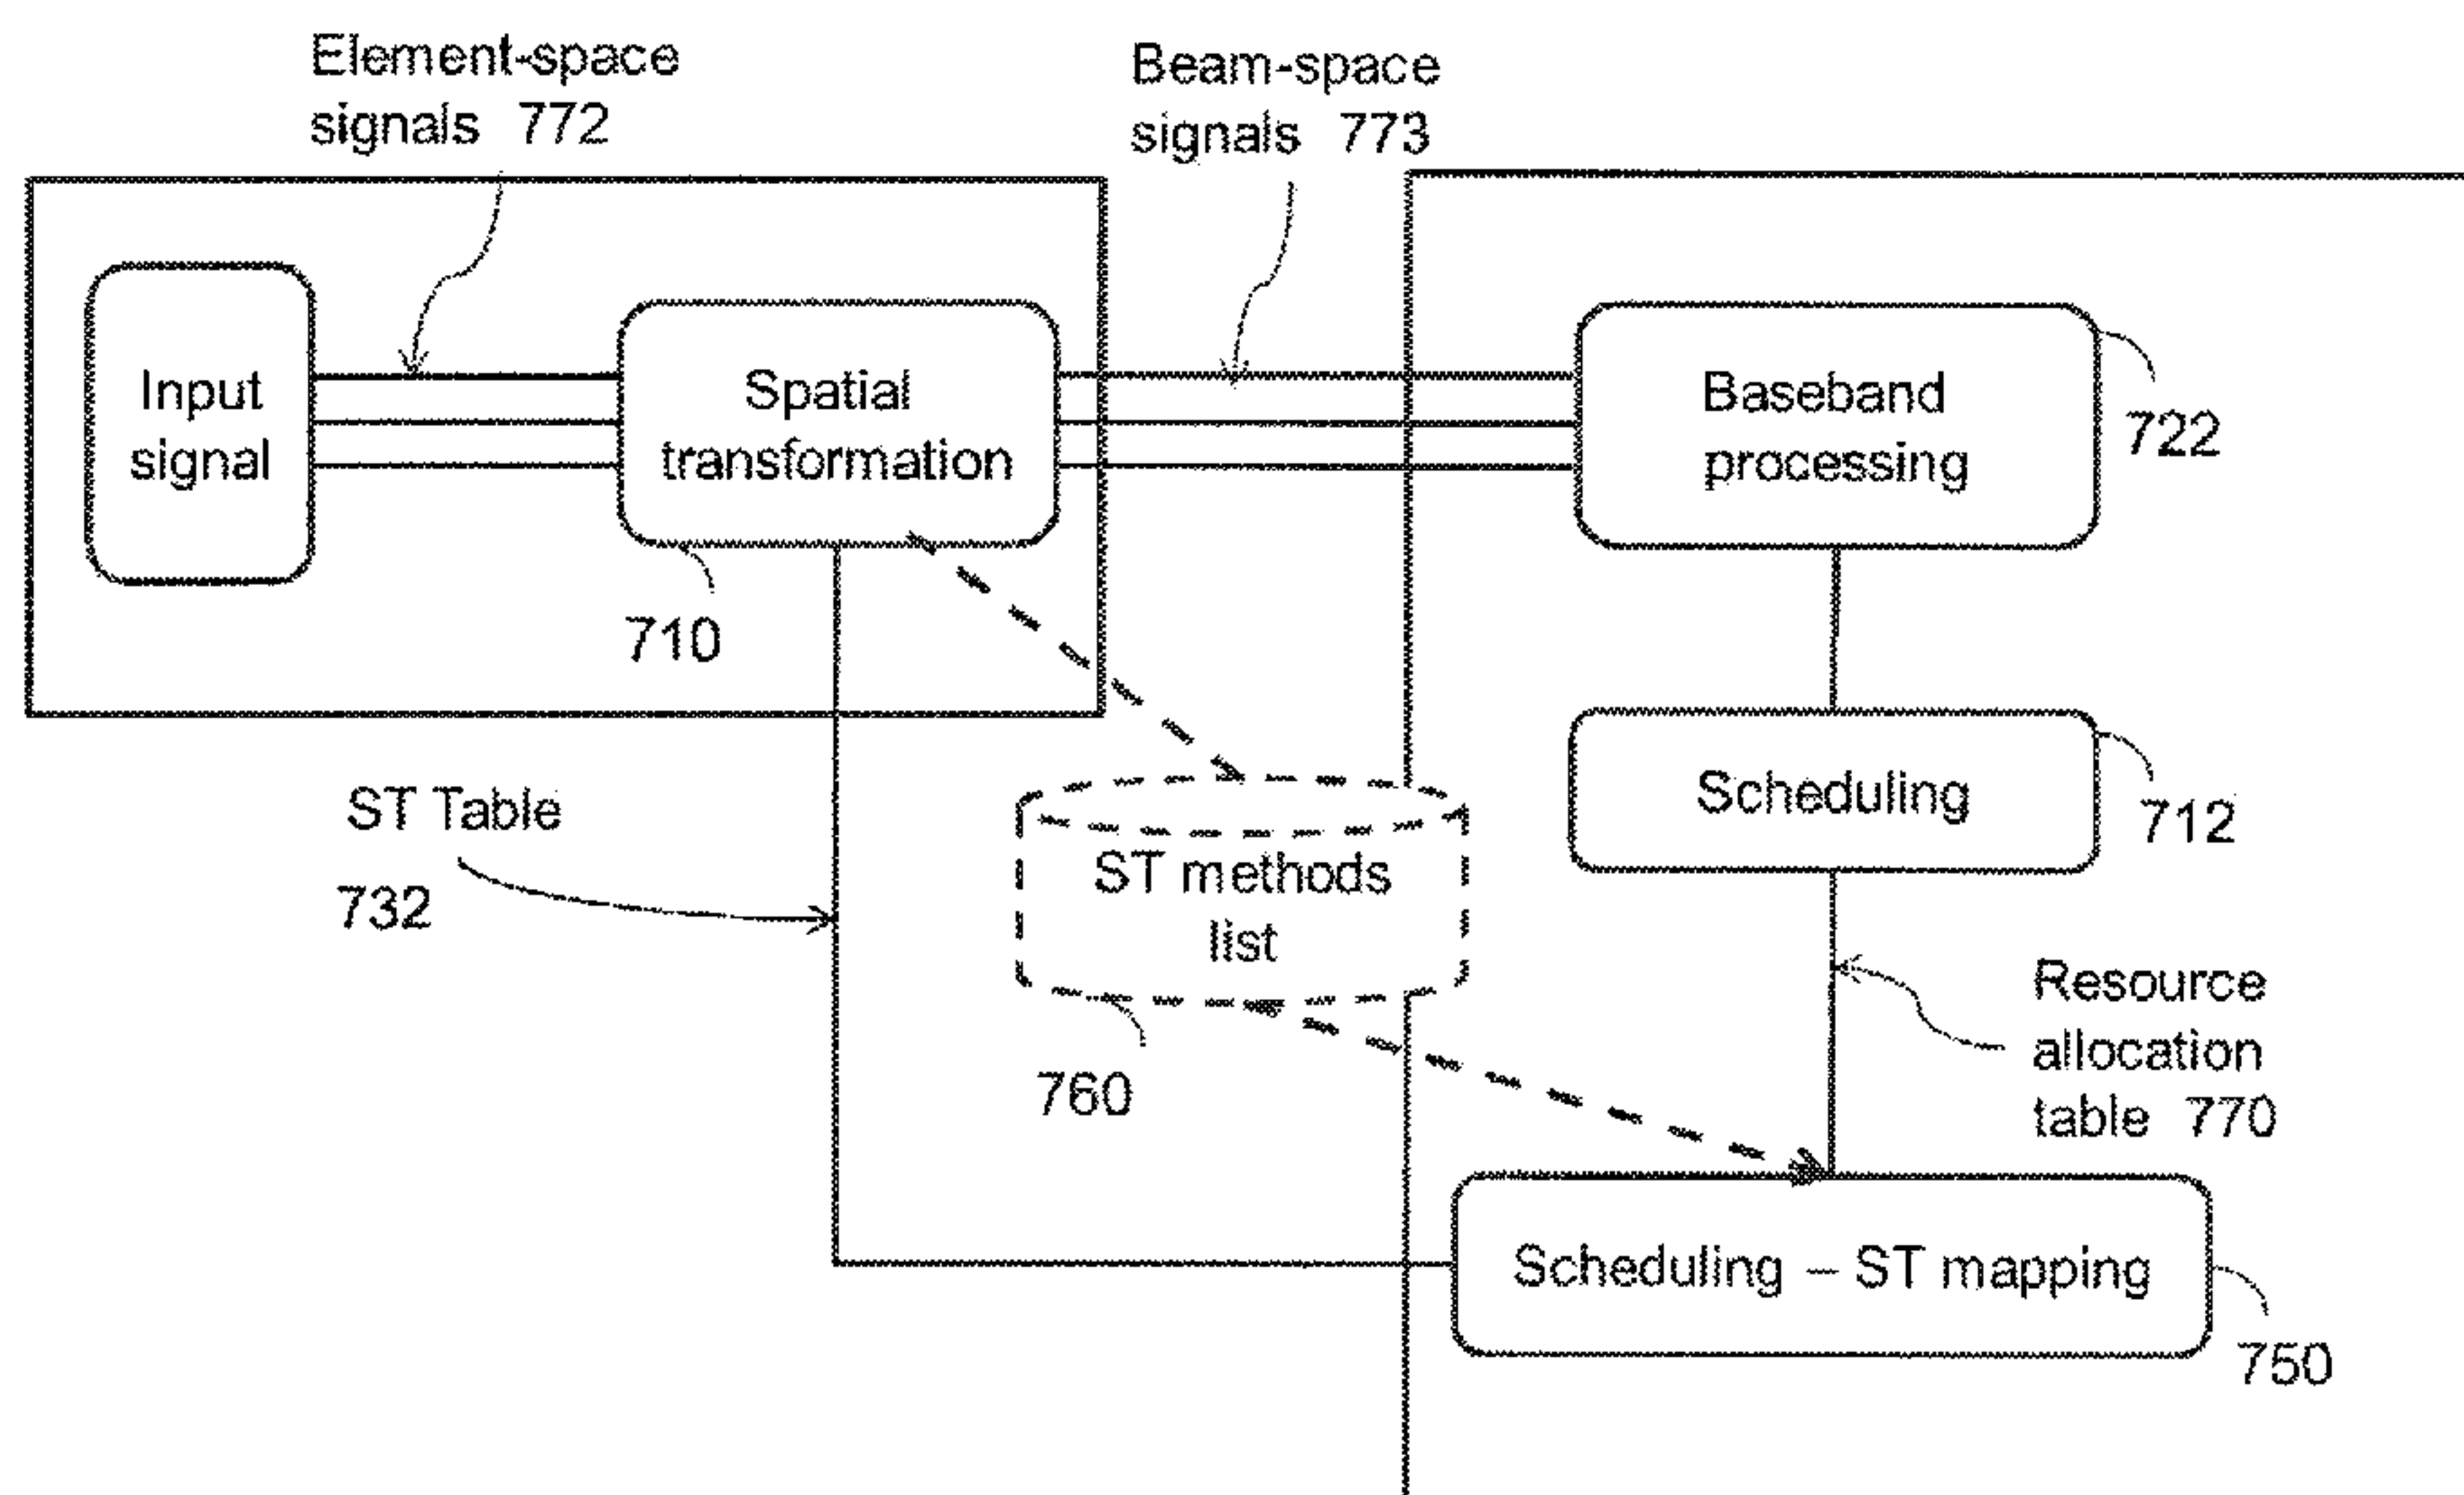 Element-space
signals 772
Beam-space
signals 773
Input
signal
Spatial
transformation
710
Baseband
processing
722
Scheduling
712
ST Table
732
ST methods
list
760
Resource
allocation
table 770
Scheduling – ST mapping
750